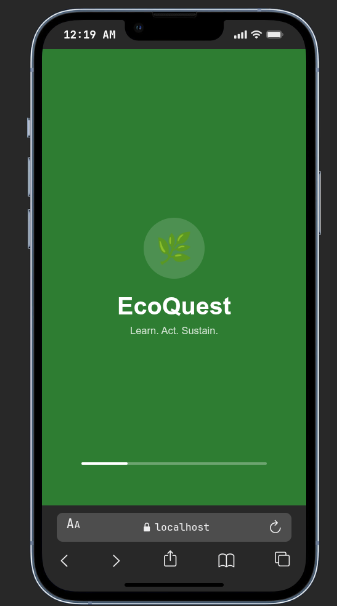 12:19 AM
EcoQuest
Learn. Act. Sustain.
AA
localhost